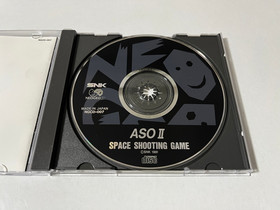 NEO
GEO
SNK
MADE IN JAPAN
NGCD-007
ASO II
SPACE SHOOTING GAME